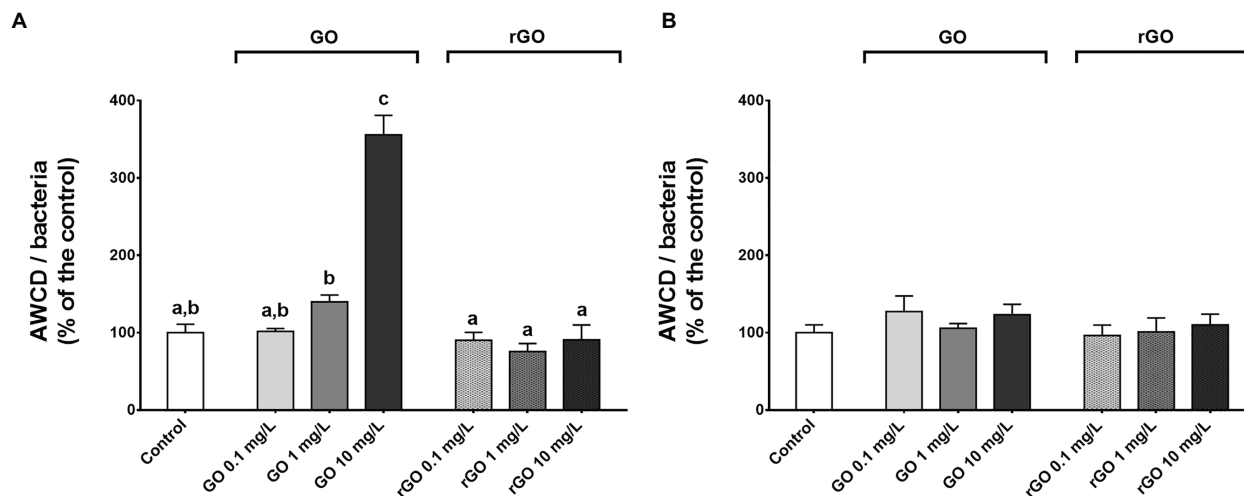 A
GO
rGO
AWCD / bacteria
(% of the control)
400
300
200
100
0
a,b
a,b
b
c
a
a
a
Control
GO 0.1 mg/L
GO 1 mg/L
GO 10 mg/L
rGO 0.1 mg/L
rGO 1 mg/L
rGO 10 mg/L
B
GO
rGO
AWCD / bacteria
(% of the control)
400
300
200
100
0
Control
GO 0.1 mg/L
GO 1 mg/L
GO 10 mg/L
rGO 0.1 mg/L
rGO 1 mg/L
rGO 10 mg/L